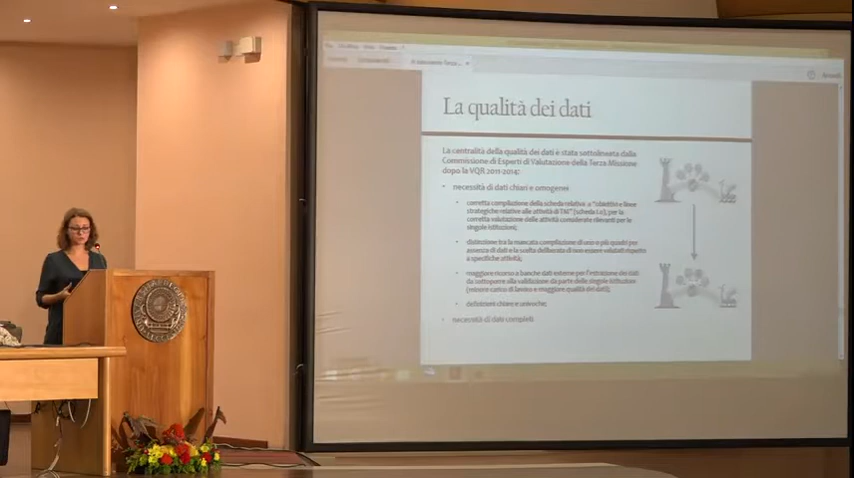 La qualità dei dati
La centralità della qualità dei dati è stata sottolineata dalla
Commissione di Esperti di Valutazione della Terza Missione
dopo la VQR 2011-2014:
• necessità di dati chiari e omogenei
• corretta compilazione della scheda relativa a "obiettivi e linee
strategiche relative alle attività di TM" (scheda I.0), per la
corretta valutazione delle attività considerate rilevanti per le
singole istituzioni;
• distinzione tra la mancata compilazione di uno o più quadri per
assenza di dati e la scelta deliberata di non essere valutati rispetto
a specifiche attività;
• maggiore ricorso a banche dati esterne per l'estrazione dei dati
da sottoporre alla validazione da parte delle singole istituzioni
(minore carico di lavoro e maggiore qualità dei dati);
• definizioni chiare e univoche;
• necessità di dati completi